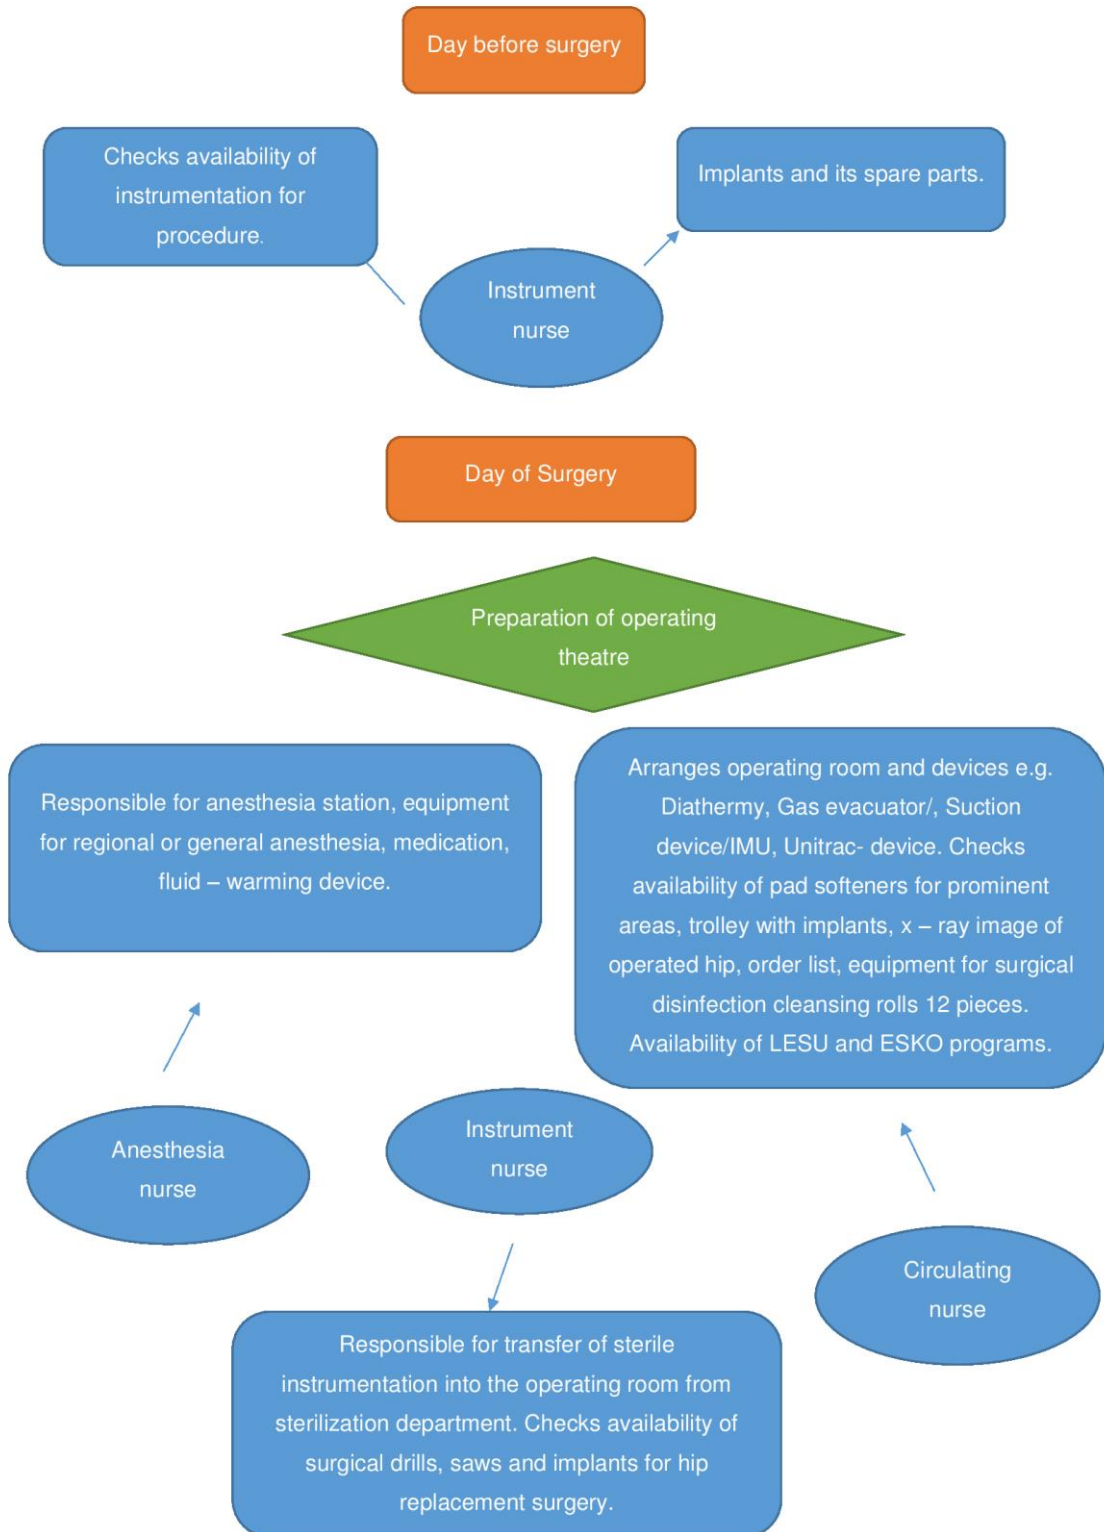 Day before surgery
Checks availability of
instrumentation for
procedure.
Implants and its spare parts.
Instrument
nurse
Day of Surgery
Preparation of operating
theatre
Responsible for anesthesia station, equipment
for regional or general anesthesia, medication,
fluid – warming device.
Arranges operating room and devices e.g.
Diathermy, Gas evacuator/, Suction
device/IMU, Unitrac- device. Checks
availability of pad softeners for prominent
areas, trolley with implants, x – ray image of
operated hip, order list, equipment for surgical
disinfection cleansing rolls 12 pieces.
Availability of LESU and ESKO programs.
Anesthesia
nurse
Instrument
nurse
Circulating
nurse
Responsible for transfer of sterile
instrumentation into the operating room from
sterilization department. Checks availability of
surgical drills, saws and implants for hip
replacement surgery.